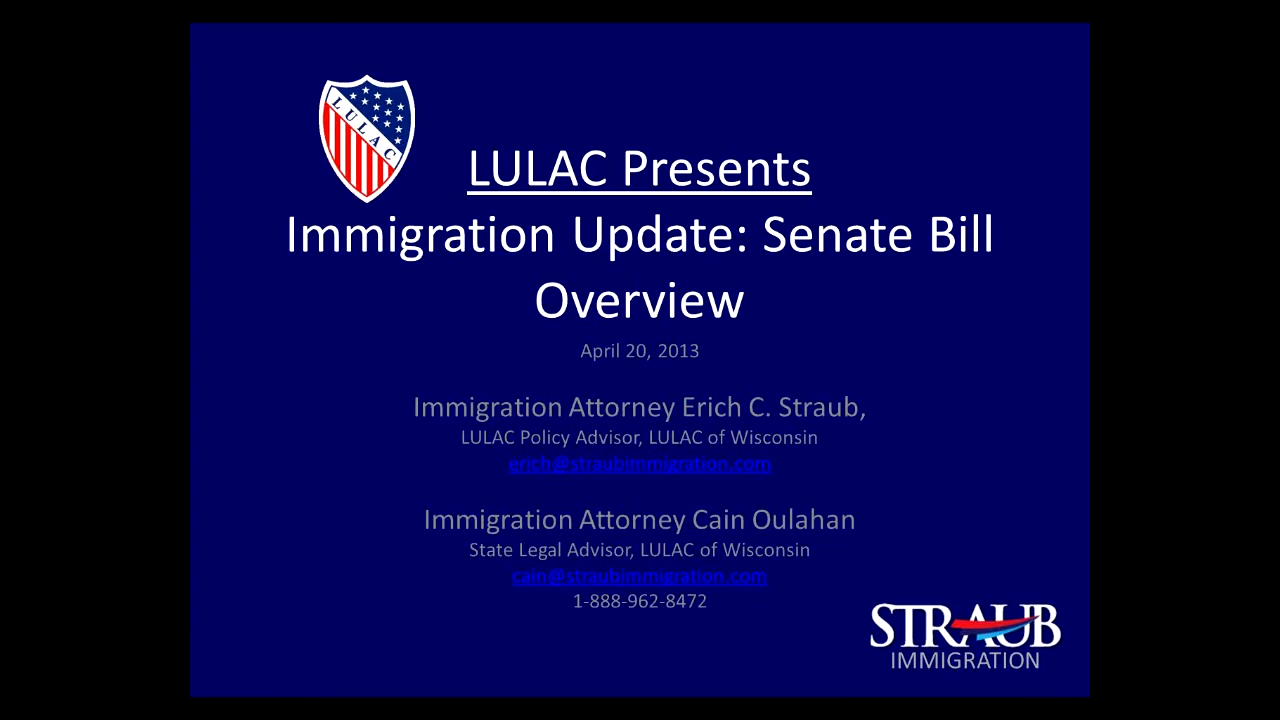 LULAC
LULAC Presents
Immigration Update: Senate Bill
Overview
April 20, 2013
Immigration Attorney Erich C. Straub,
LULAC Policy Advisor, LULAC of Wisconsin
erich@straubimmigration.com
Immigration Attorney Cain Oulahan
State Legal Advisor, LULAC of Wisconsin
cain@straubimmigration.com
1-888-962-8472
STRAUB
IMMIGRATION